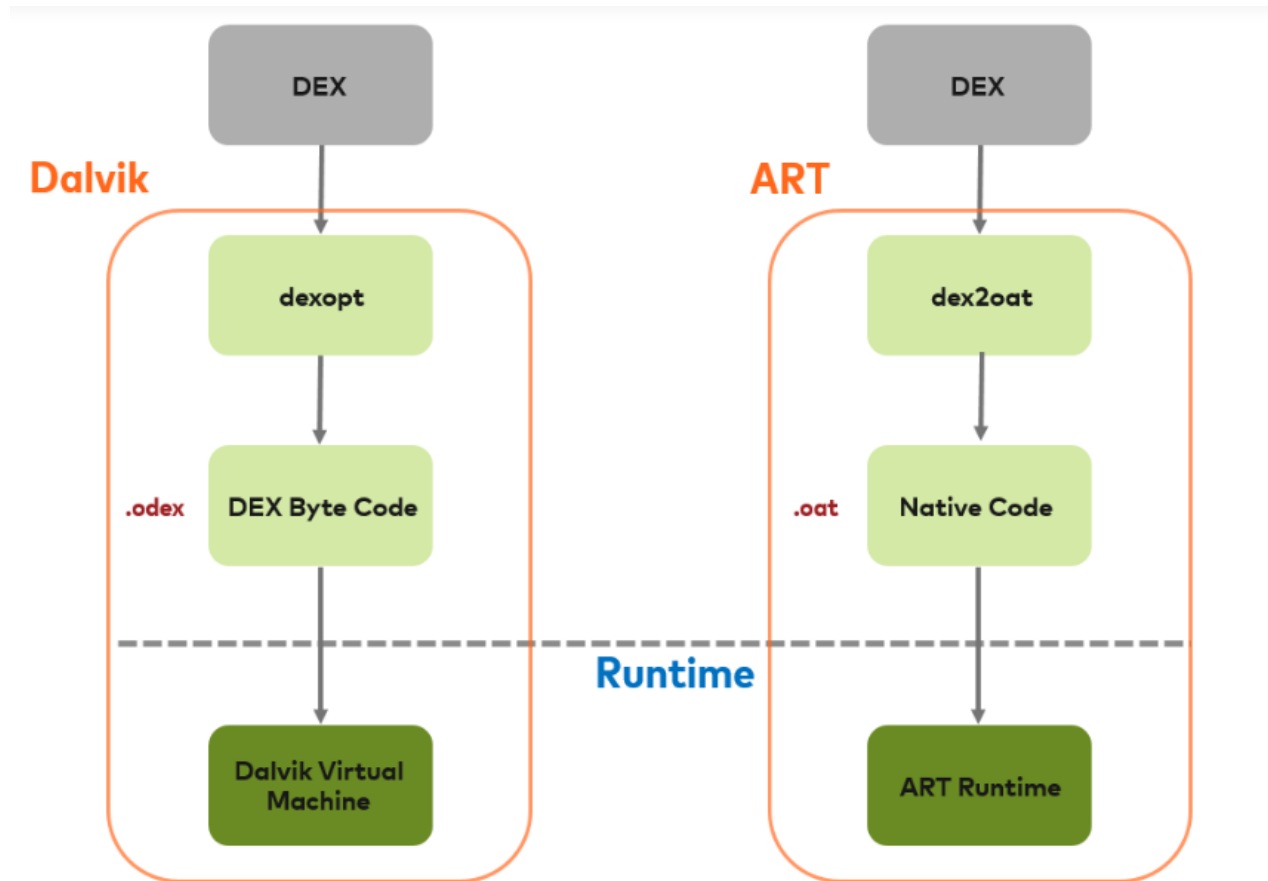 DEX
DEX
Dalvik
ART
dexopt
dex2oat
.odex
DEX Byte Code
.oat
Native Code
Runtime
Dalvik Virtual
Machine
ART Runtime